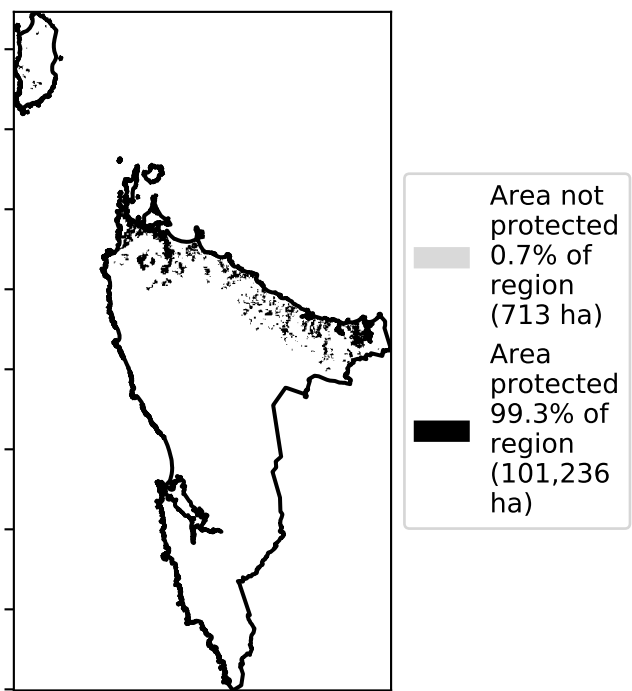 Area not
protected
0.7% of
region
(713 ha)
Area
protected
99.3% of
region
(101,236
ha)